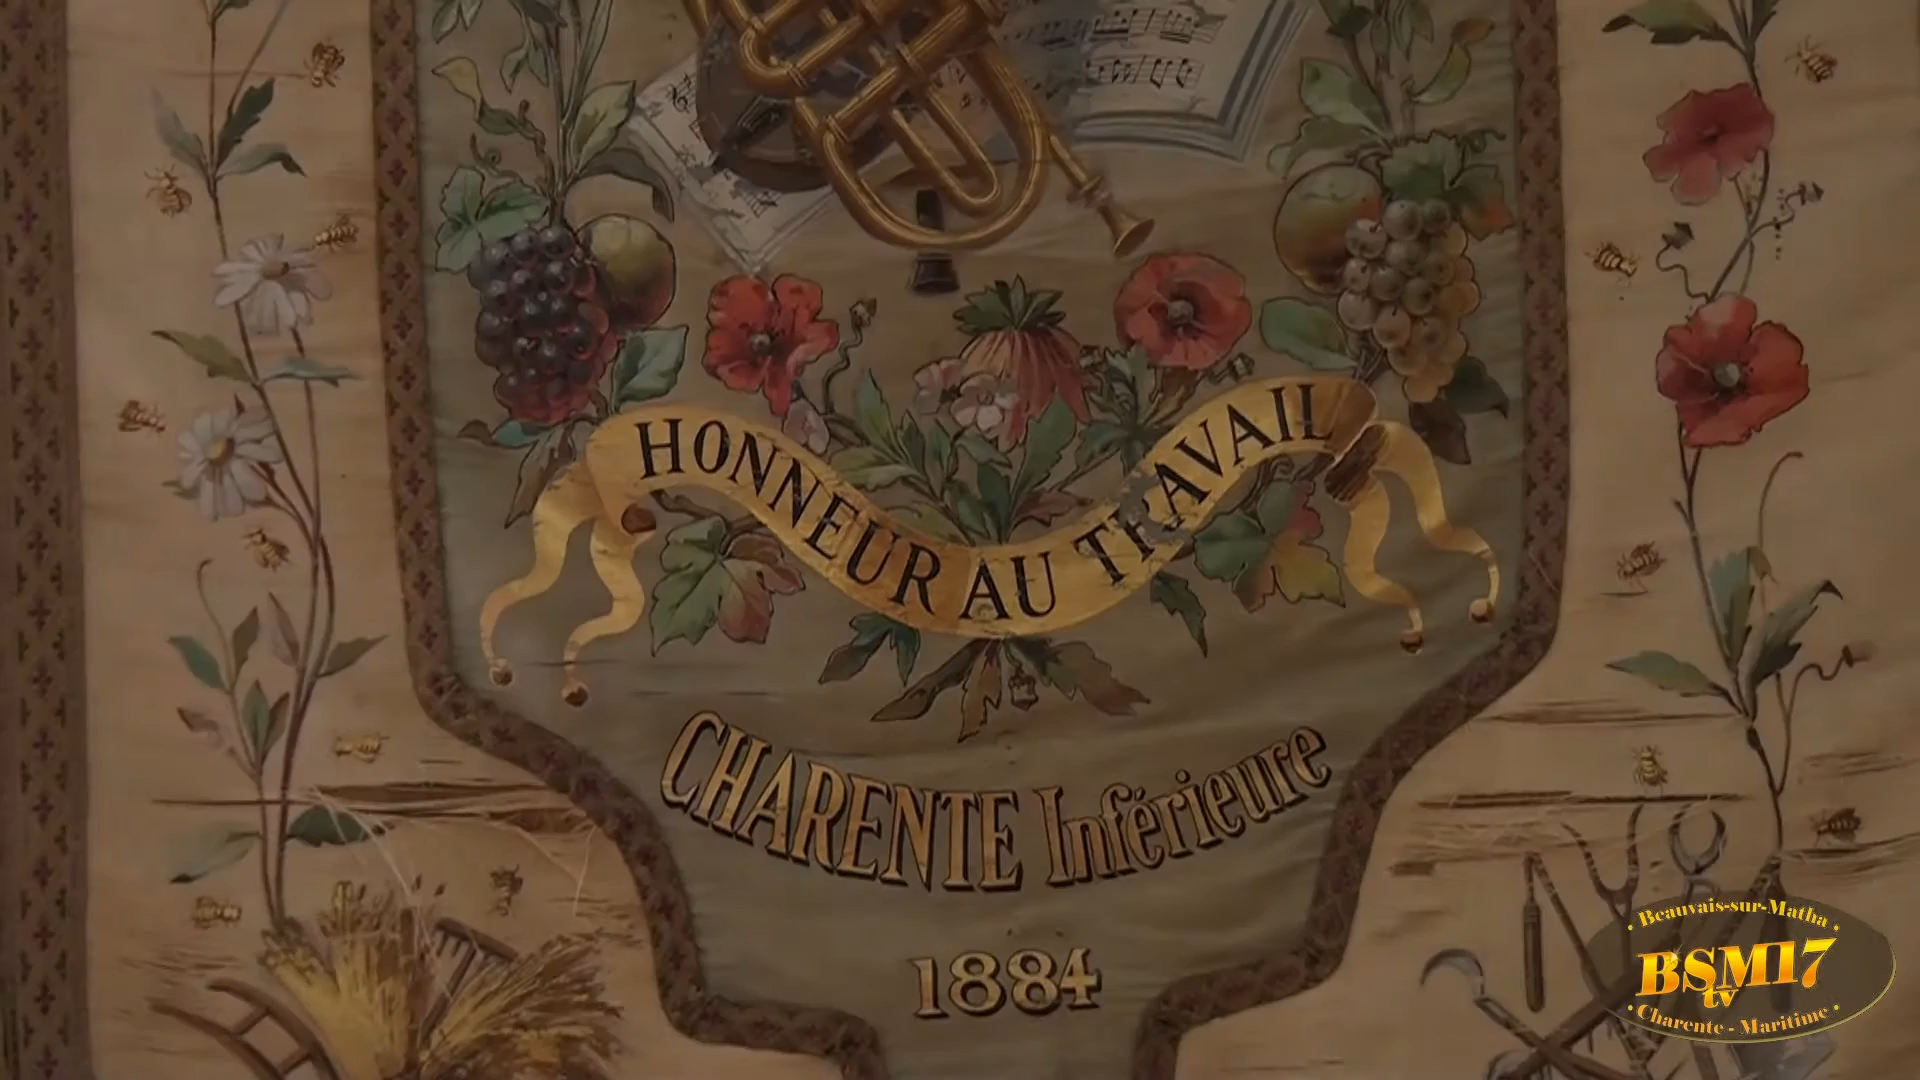 HONNEUR AU TRAVAIL
CHARENTE Inférieure
1884
• Beauvais-sur-Matha •
BSM17
tv
• Charente - Maritime •